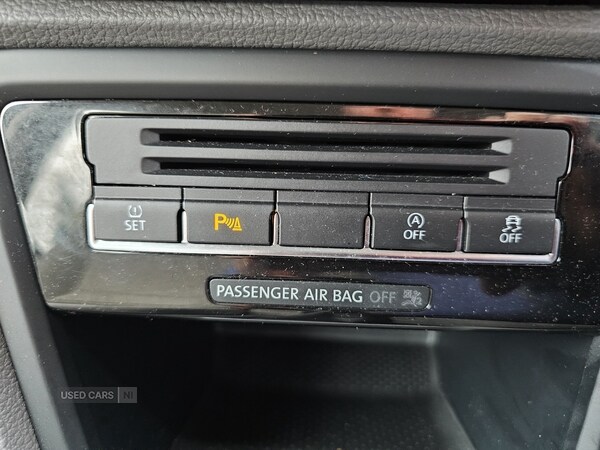 SET
P
A
OFF
OFF
PASSENGER AIR BAG OFF
USED CARS NI